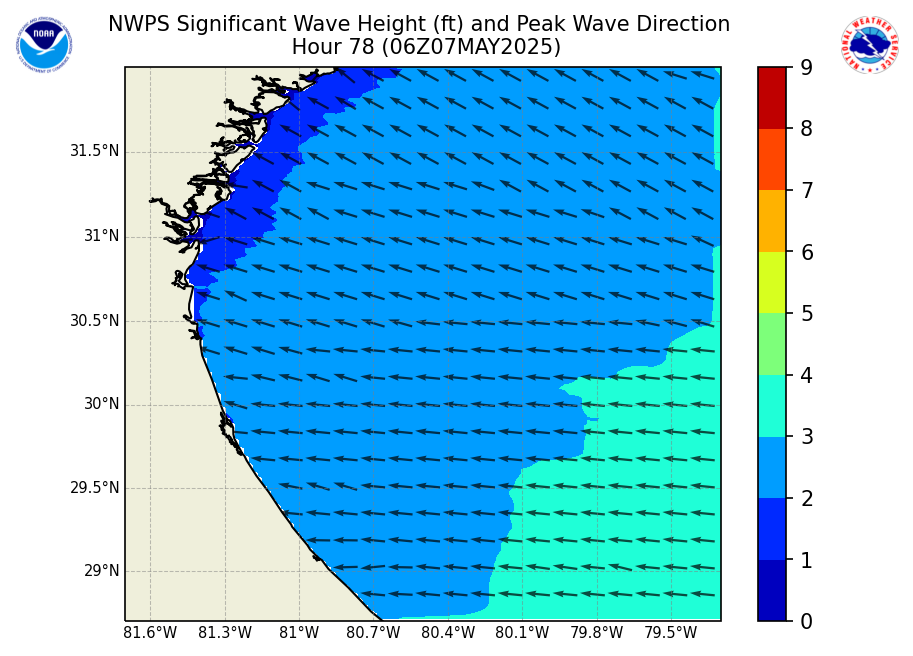 NWPS Significant Wave Height (ft) and Peak Wave Direction
Hour 78 (06Z07MAY2025)
NOAA
NATIONAL WEATHER SERVICE
31.5°N
31°N
30.5°N
30°N
29.5°N
29°N
81.6°W 81.3°W 81°W 80.7°W 80.4°W 80.1°W 79.8°W 79.5°W
9
8
7
6
5
4
3
2
1
0